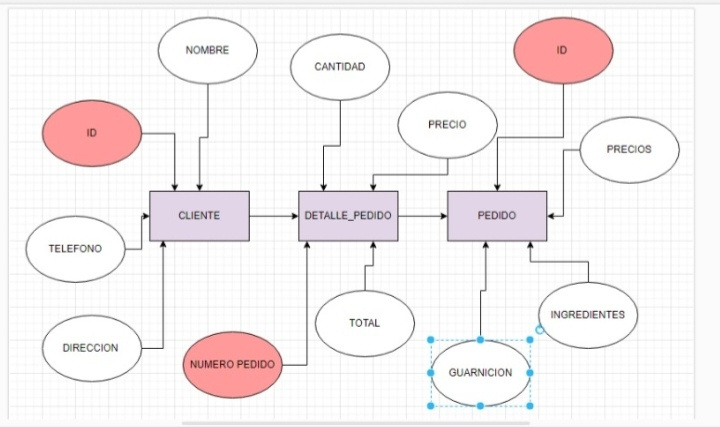 NOMBRE
CANTIDAD
ID
ID
PRECIO
PRECIOS
CLIENTE
DETALLE_PEDIDO
PEDIDO
TELEFONO
DIRECCION
NUMERO PEDIDO
TOTAL
INGREDIENTES
GUARNICION